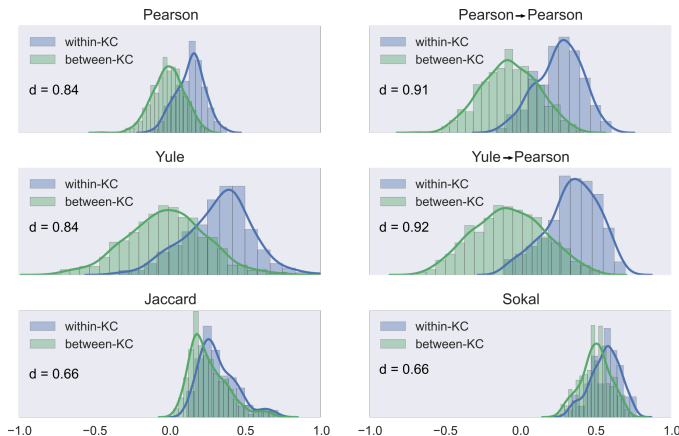 Pearson
within-KC
between-KC
d = 0.84
Pearson→Pearson
within-KC
between-KC
d = 0.91
Yule
within-KC
between-KC
d = 0.84
Yule→Pearson
within-KC
between-KC
d = 0.92
Jaccard
within-KC
between-KC
d = 0.66
−1.0 −0.5 0.0 0.5 1.0
Sokal
within-KC
between-KC
d = 0.66
−1.0 −0.5 0.0 0.5 1.0